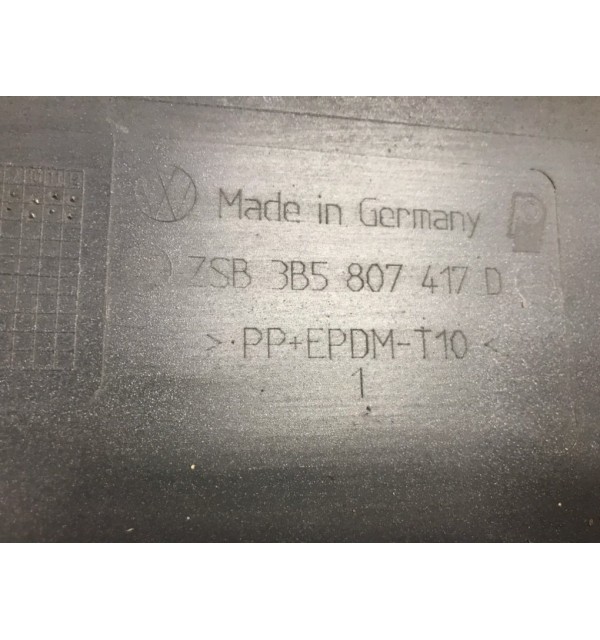 Made in Germany
ZSB 3B5 807 417 D
>·PP+EPDM-T10<
1